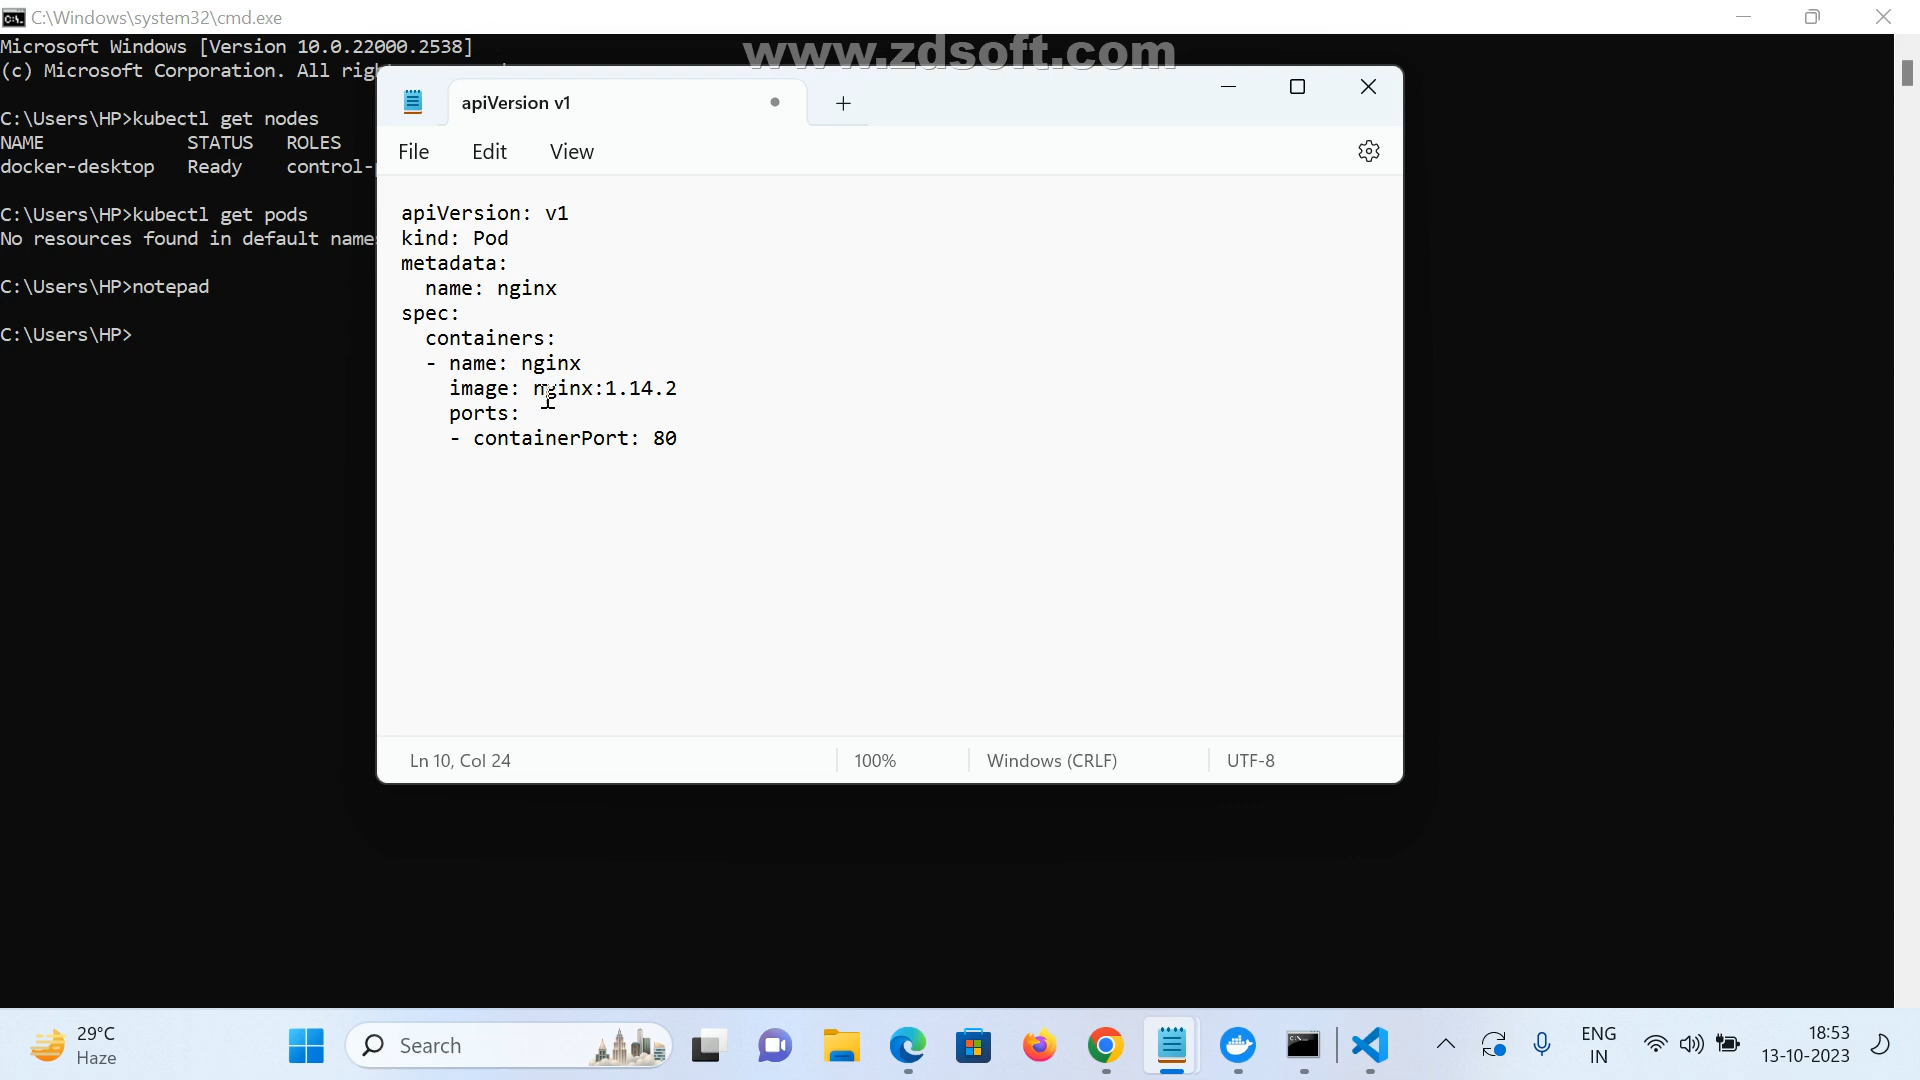 C:\Windows\system32\cmd.exe
Microsoft Windows [Version 10.0.22000.2538]
www.zdsoft.com
(c) Microsoft Corporation. All
C:\Users\HP>kubectl get nodes
NAME STATUS ROLES
docker-desktop Ready control-
C:\Users\HP>kubectl get pods
No resources found in default
C:\Users\HP>notepad
C:\Users\HP>
apiVersion v1
File Edit View
apiVersion: v1
kind: Pod
metadata:
name: nginx
spec:
containers:
- name: nginx
image: nginx:1.14.2
ports:
- containerPort: 80
Ln 10, Col 24 100% Windows (CRLF) UTF-8
29°C
Haze
Search
ENG
IN
18:53
13-10-2023